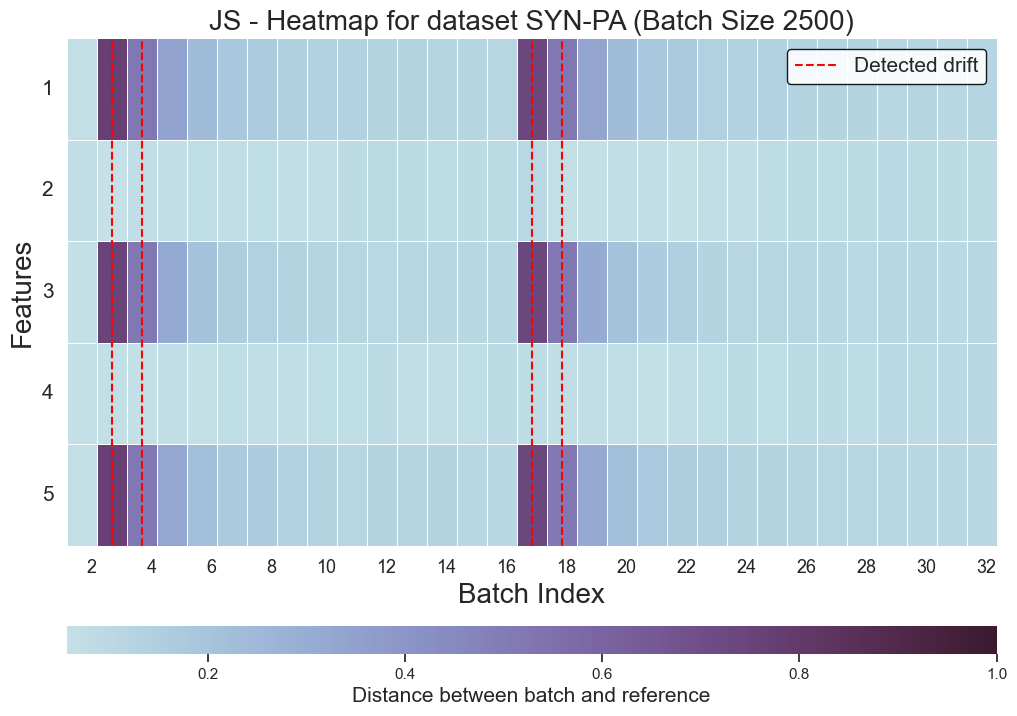 JS - Heatmap for dataset SYN-PA (Batch Size 2500)
Detected drift
Features
1
2
3
4
5
2 4 6 8 10 12 14 16 18 20 22 24 26 28 30 32
Batch Index
0.2 0.4 0.6 0.8 1.0
Distance between batch and reference